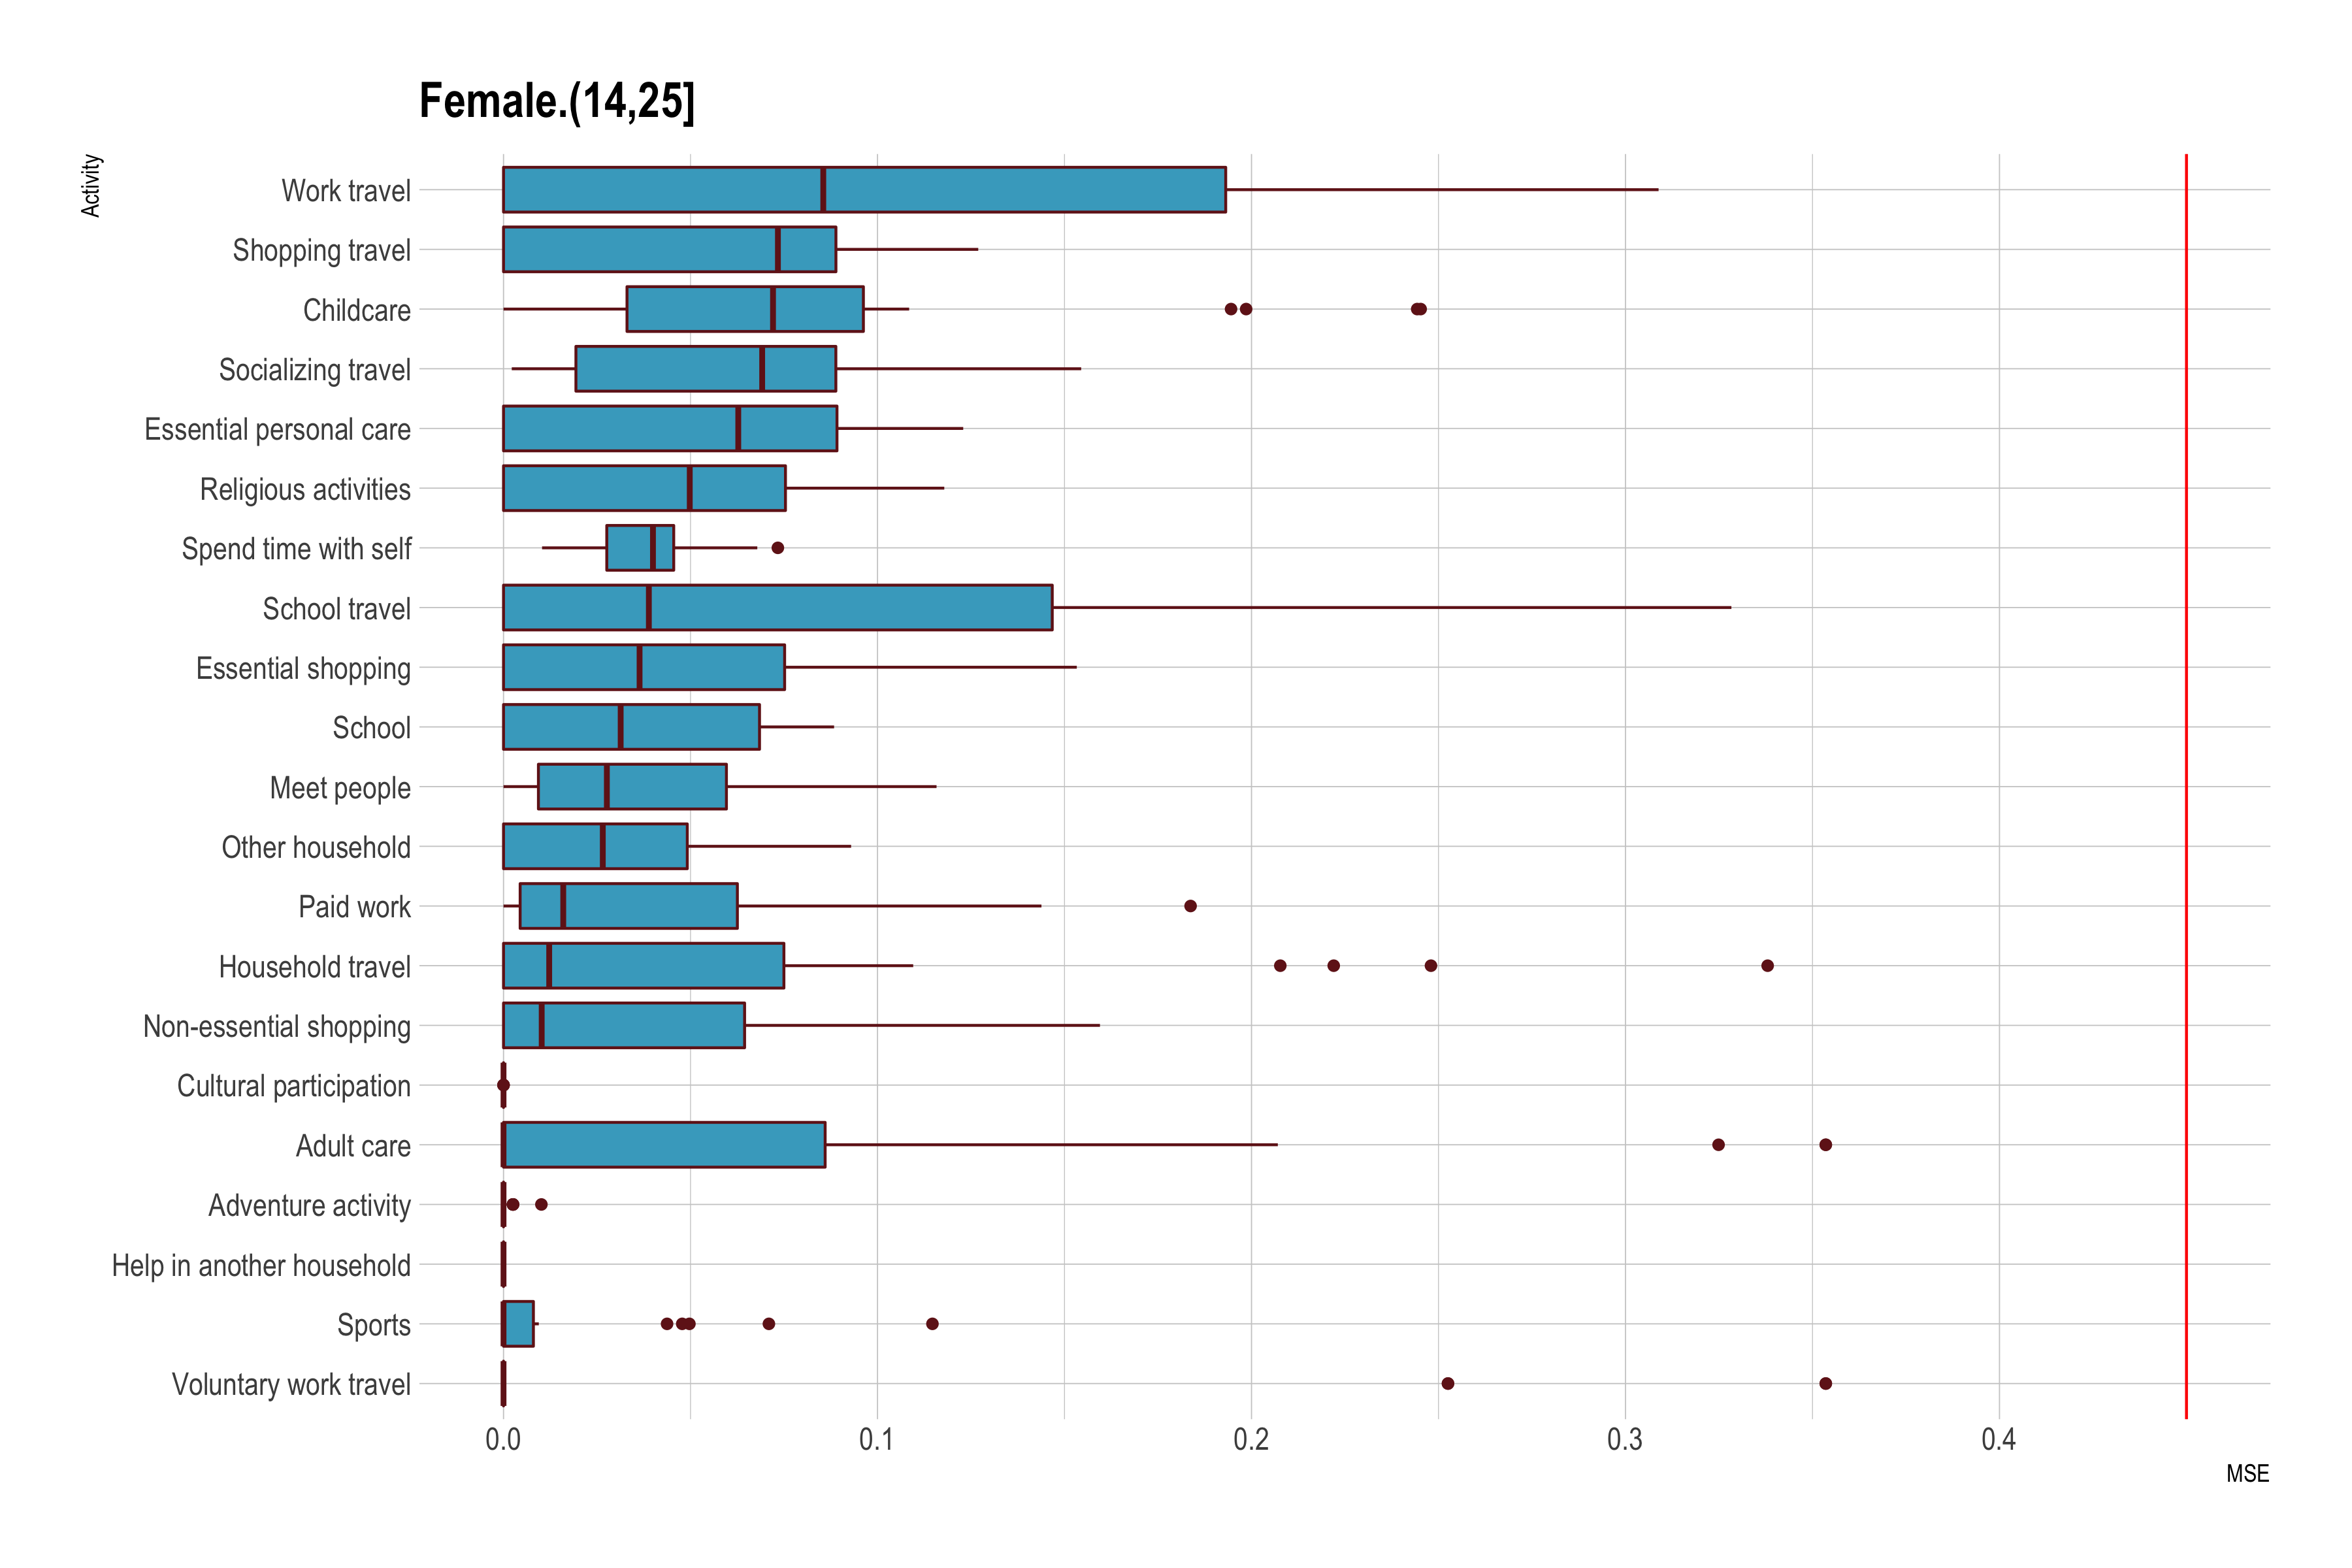 Female.(14,25]
Activity
Work travel
Shopping travel
Childcare
Socializing travel
Essential personal care
Religious activities
Spend time with self
School travel
Essential shopping
School
Meet people
Other household
Paid work
Household travel
Non-essential shopping
Cultural participation
Adult care
Adventure activity
Help in another household
Sports
Voluntary work travel
0.0 0.1 0.2 0.3 0.4
MSE